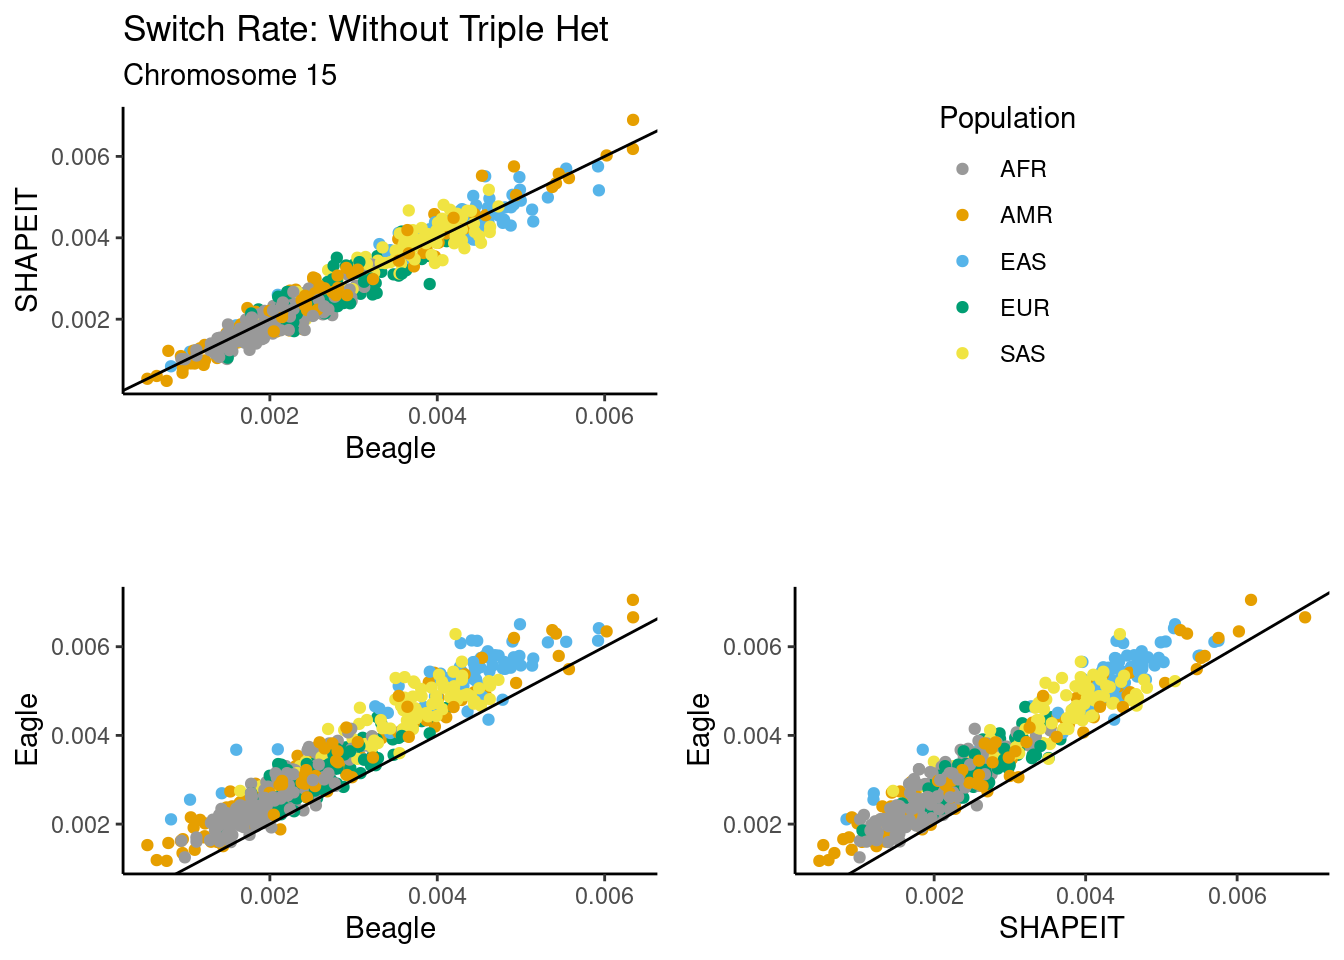 Switch Rate: Without Triple Het
Chromosome 15
SHAPEIT
0.006
0.004
0.002
0.002 0.004 0.006
Beagle
Population
AFR
AMR
EAS
EUR
SAS
Eagle
0.006
0.004
0.002
0.002 0.004 0.006
Beagle
Eagle
0.006
0.004
0.002
0.002 0.004 0.006
SHAPEIT